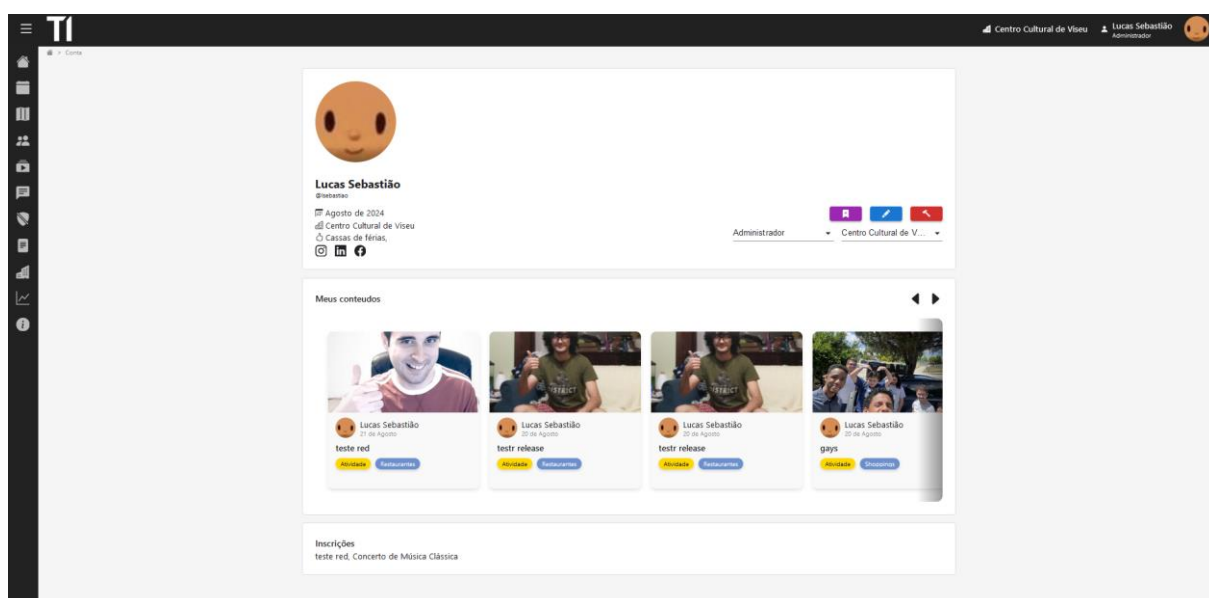 T1
Centro Cultural de Viseu
Lucas Sebastião
Administrador
> Conta
Lucas Sebastião
@lsebastiao
Agosto de 2024
Centro Cultural de Viseu
Cassas de férias,
Administrador
Centro Cultural de V...
Meus conteudos
Lucas Sebastião
21 de Agosto
teste red
Atividade Restaurantes
Lucas Sebastião
20 de Agosto
testr release
Atividade Restaurantes
Lucas Sebastião
20 de Agosto
testr release
Atividade Restaurantes
Lucas Sebastião
20 de Agosto
gays
Atividade Shoppings
Inscrições
teste red, Concerto de Música Clássica